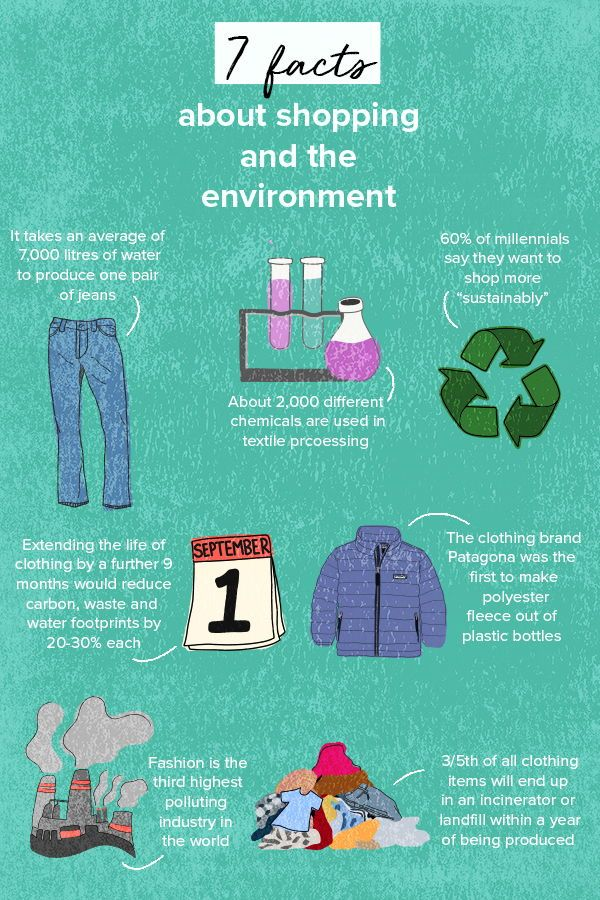 7 facts
about shopping
and the
environment
It takes an average of
7,000 litres of water
to produce one pair
of jeans
60% of millennials
say they want to
shop more
“sustainably”
About 2,000 different
chemicals are used in
textile prcoessing
Extending the life of
clothing by a further 9
months would reduce
carbon, waste and
water footprints by
20-30% each
SEPTEMBER
1
The clothing brand
Patagona was the
first to make
polyester
fleece out of
plastic bottles
Fashion is the
third highest
polluting
industry in
the world
3/5th of all clothing
items will end up
in an incinerator or
landfill within a year
of being produced